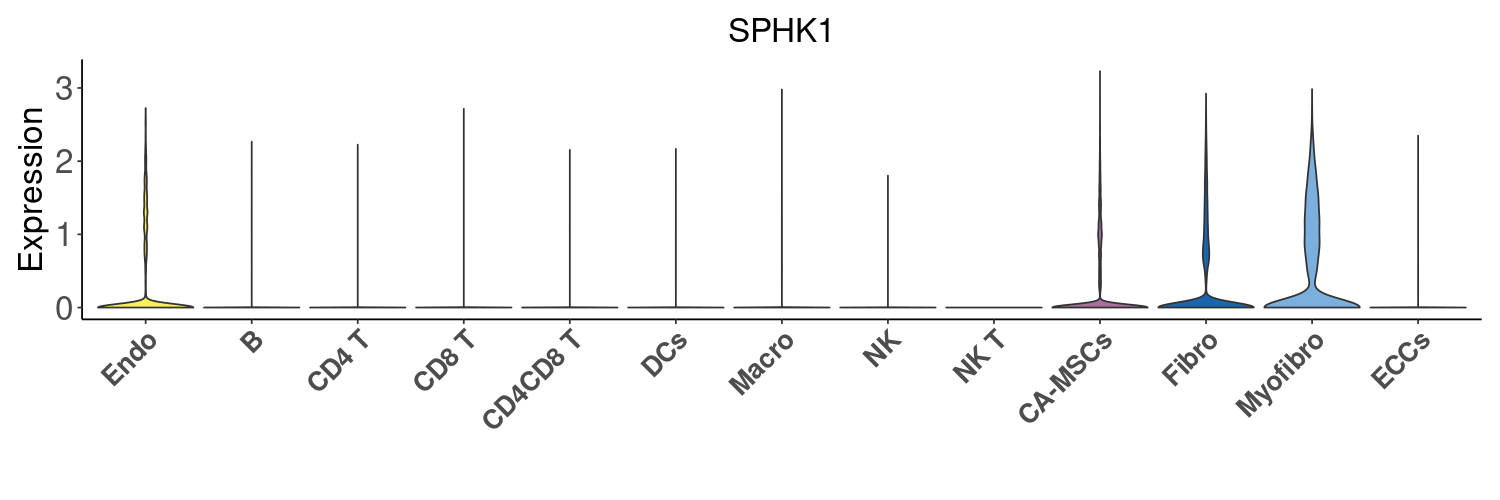 SPHK1
Expression
3
2
1
0
Endo
B
CD4 T
CD8 T
CD4CD8 T
DCs
Macro
NK
NK T
CA-MSCs
Fibro
Myofibro
ECCs